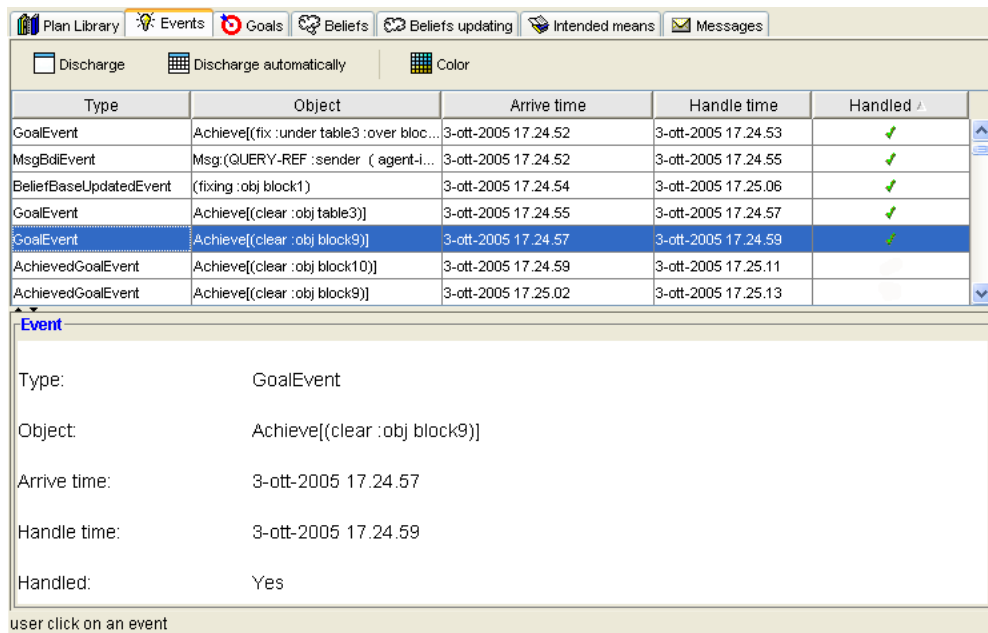 Plan Library Events Goals Beliefs Beliefs updating Intended means Messages
Discharge Discharge automatically Color
Type Object Arrive time Handle time Handled
GoalEvent Achieve[(fix :under table3 :over bloc... 3-ott-2005 17.24.52 3-ott-2005 17.24.53
MsgBdiEvent Msg:(QUERY-REF :sender ( agent-i... 3-ott-2005 17.24.52 3-ott-2005 17.24.55
BeliefBaseUpdatedEvent (fixing :obj block1) 3-ott-2005 17.24.54 3-ott-2005 17.25.06
GoalEvent Achieve[(clear :obj table3)] 3-ott-2005 17.24.55 3-ott-2005 17.24.57
GoalEvent Achieve[(clear :obj block9)] 3-ott-2005 17.24.57 3-ott-2005 17.24.59
AchievedGoalEvent Achieve[(clear :obj block10)] 3-ott-2005 17.24.59 3-ott-2005 17.25.11
AchievedGoalEvent Achieve[(clear :obj block9)] 3-ott-2005 17.25.02 3-ott-2005 17.25.13
Event
Type: GoalEvent
Object: Achieve[(clear :obj block9)]
Arrive time: 3-ott-2005 17.24.57
Handle time: 3-ott-2005 17.24.59
Handled: Yes
user click on an event